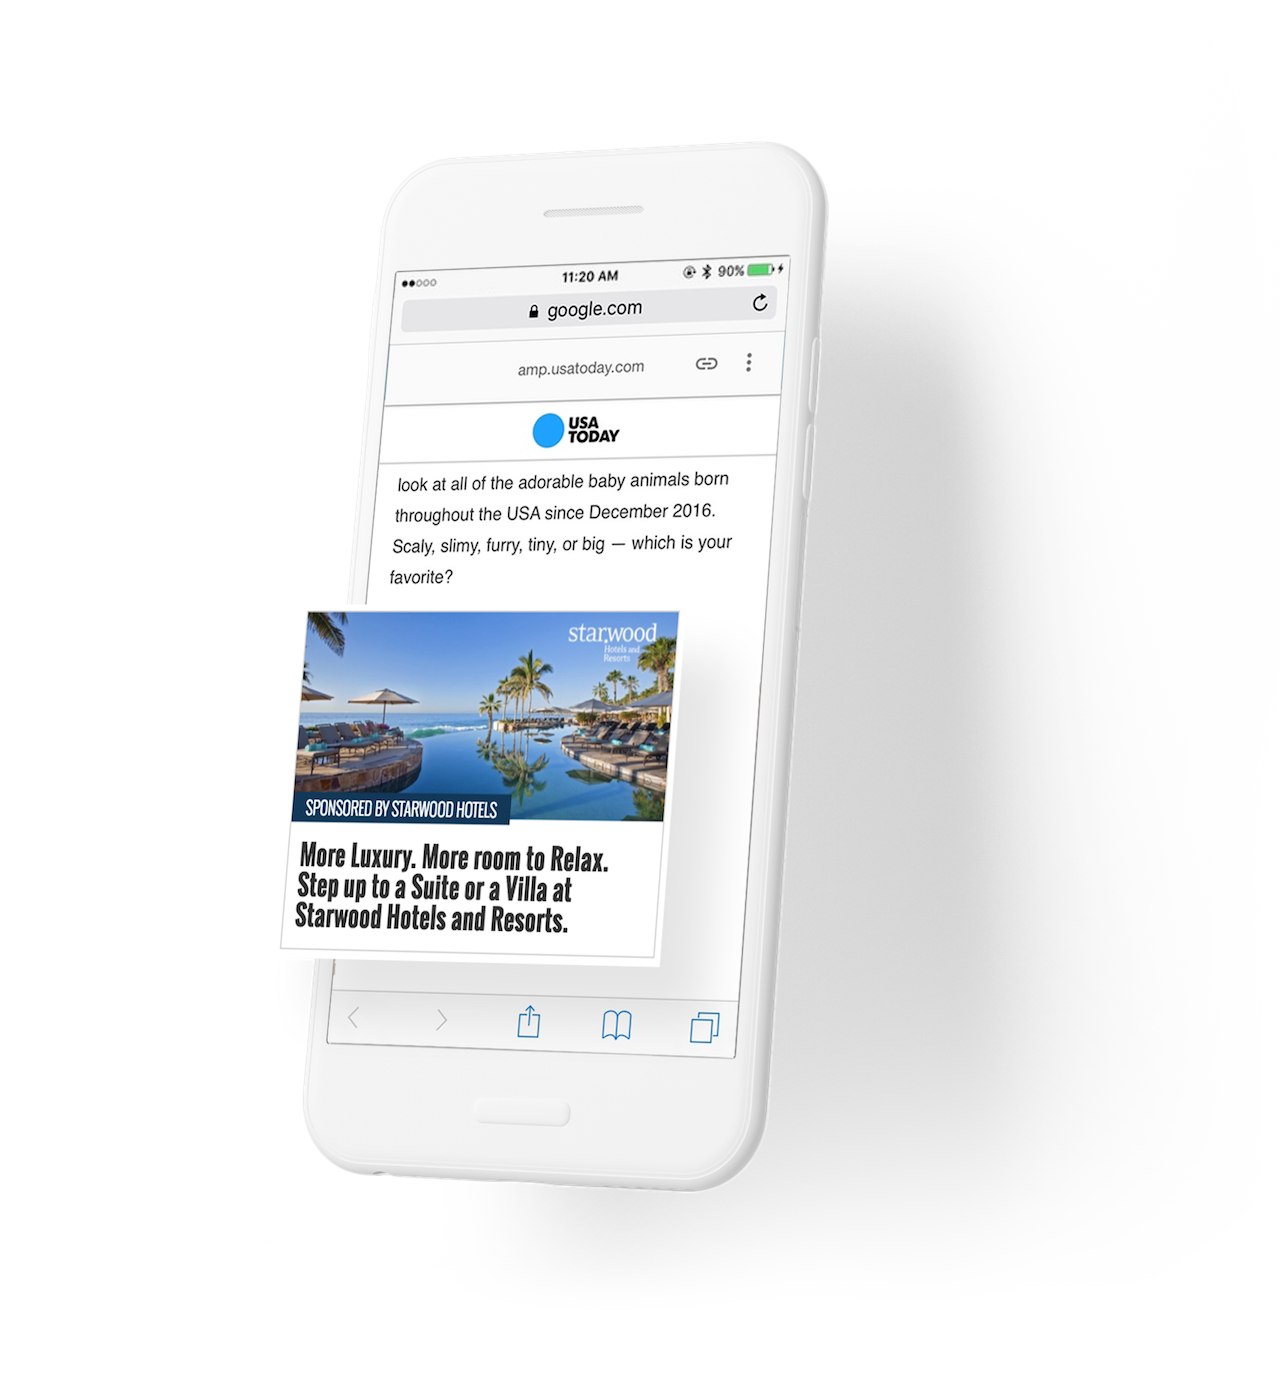 11:20 AM
90%
google.com
amp.usatoday.com
USA
TODAY
look at all of the adorable baby animals born
throughout the USA since December 2016.
Scaly, slimy, furry, tiny, or big — which is your
favorite?
starwood
Hotels and
Resorts
SPONSORED BY STARWOOD HOTELS
More Luxury. More room to Relax.
Step up to a Suite or a Villa at
Starwood Hotels and Resorts.